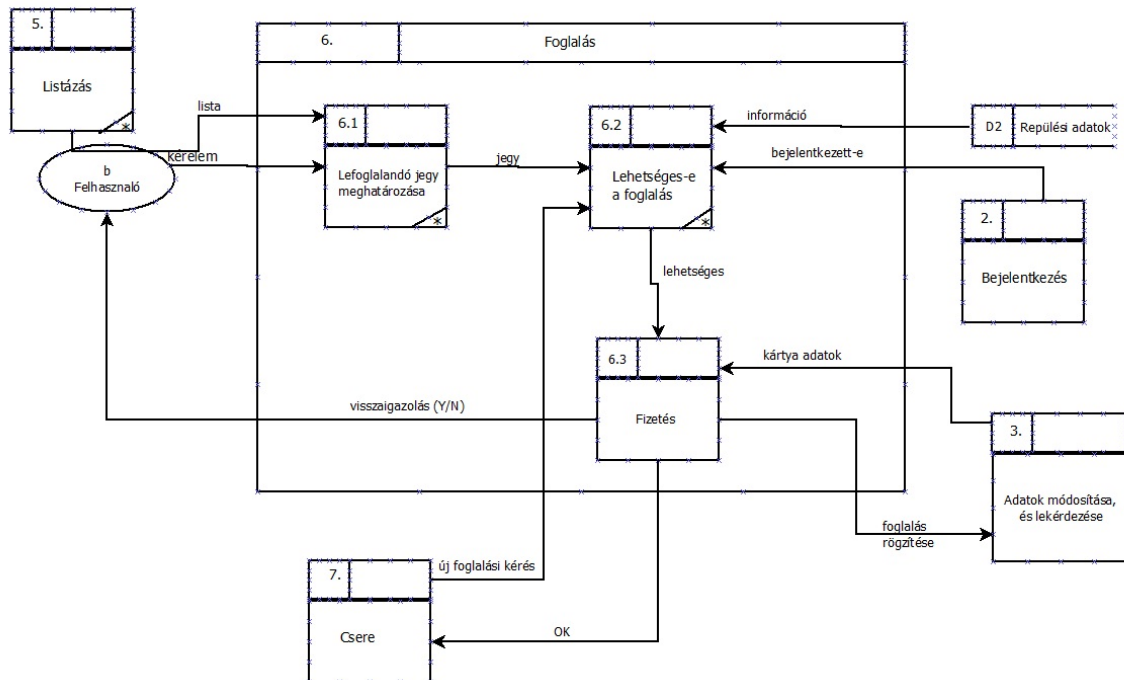 5.
Listázás
*
6.
Foglalás
lista
b
Felhasználó
kérelem
6.1
Lefoglalandó jegy
meghatározása
*
jegy
6.2
Lehetséges-e
a foglalás
*
információ
D2
Repülési adatok
bejelentkezett-e
2.
Bejelentkezés
lehetséges
6.3
Fizetés
kártya adatok
visszaigazolás (Y/N)
3.
Adatok módosítása,
és lekérdezése
foglalás
rögzítése
7.
Csere
új foglalási kérés
OK